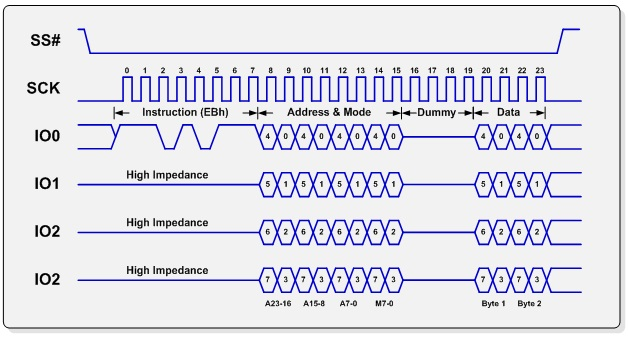 SS#
0 1 2 3 4 5 6 7 8 9 10 11 12 13 14 15 16 17 18 19 20 21 22 23
SCK
Instruction (EBh) Address & Mode Dummy Data
IO0 4 0 4 0 4 0 4 0 4 0 4 0
High Impedance
IO1 5 1 5 1 5 1 5 1 5 1 5 1
High Impedance
IO2 6 2 6 2 6 2 6 2 6 2 6 2
High Impedance
IO2 7 3 7 3 7 3 7 3 7 3 7 3
A23-16 A15-8 A7-0 M7-0 Byte 1 Byte 2